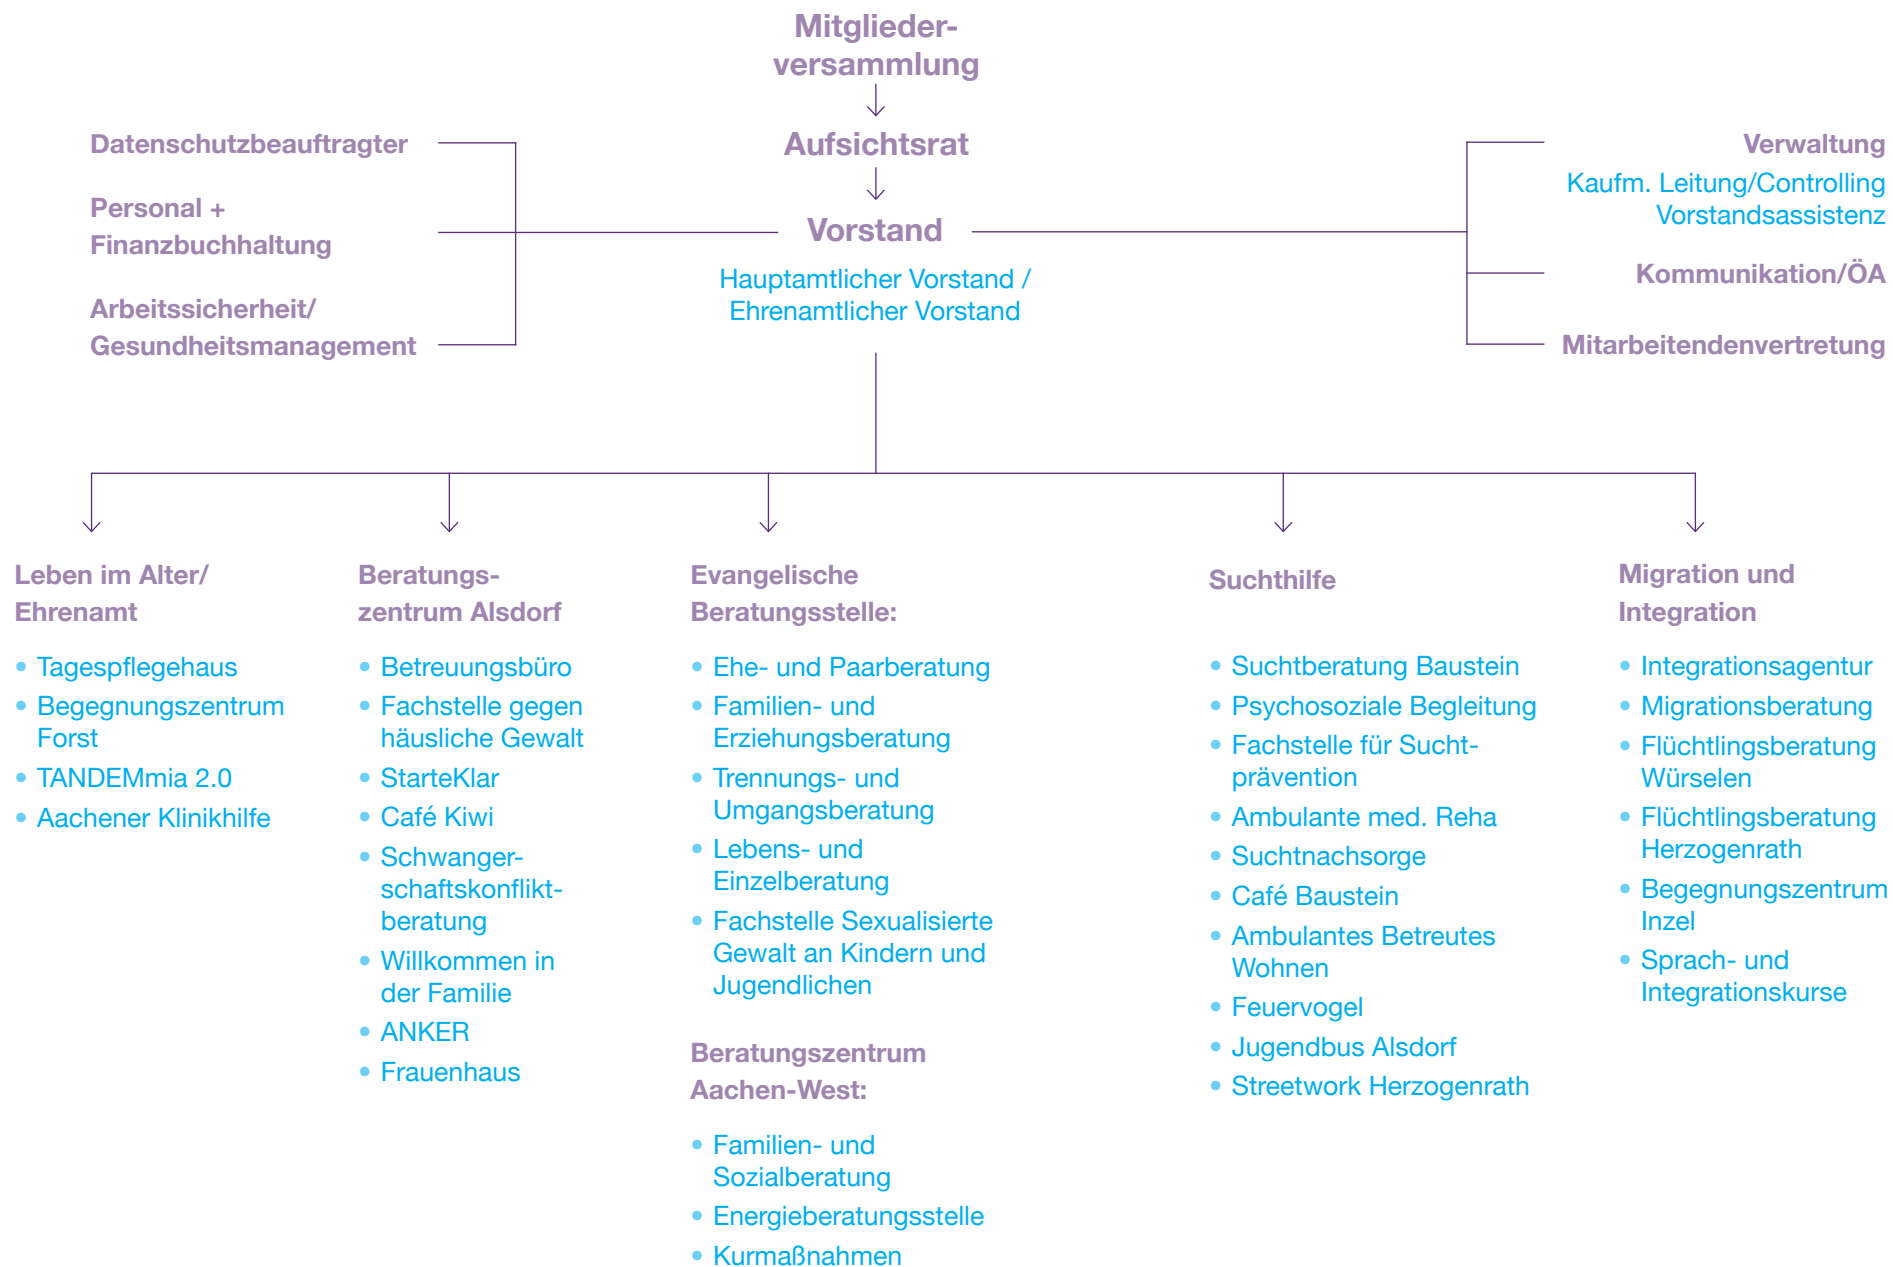 Mitglieder-
versammlung
Aufsichtsrat
Vorstand
Hauptamtlicher Vorstand /
Ehrenamtlicher Vorstand
Datenschutzbeauftragter
Personal +
Finanzbuchhaltung
Arbeitssicherheit/
Gesundheitsmanagement
Verwaltung
Kaufm. Leitung/Controlling
Vorstandsassistenz
Kommunikation/ÖA
Mitarbeitendenvertretung
Leben im Alter/
Ehrenamt
• Tagespflegehaus
• Begegnungszentrum
Forst
• TANDEMmia 2.0
• Aachener Klinikhilfe
Beratungs-
zentrum Alsdorf
• Betreuungsbüro
• Fachstelle gegen
häusliche Gewalt
• StarteKlar
• Café Kiwi
• Schwanger-
schaftskonflikt-
beratung
• Willkommen in
der Familie
• ANKER
• Frauenhaus
Evangelische
Beratungsstelle:
• Ehe- und Paarberatung
• Familien- und
Erziehungsberatung
• Trennungs- und
Umgangsberatung
• Lebens- und
Einzelberatung
• Fachstelle Sexualisierte
Gewalt an Kindern und
Jugendlichen
Beratungszentrum
Aachen-West:
• Familien- und
Sozialberatung
• Energieberatungsstelle
• Kurmaßnahmen
Suchthilfe
• Suchtberatung Baustein
• Psychosoziale Begleitung
• Fachstelle für Sucht-
prävention
• Ambulante med. Reha
• Suchtnachsorge
• Café Baustein
• Ambulantes Betreutes
Wohnen
• Feuervogel
• Jugendbus Alsdorf
• Streetwork Herzogenrath
Migration und
Integration
• Integrationsagentur
• Migrationsberatung
• Flüchtlingsberatung
Würselen
• Flüchtlingsberatung
Herzogenrath
• Begegnungszentrum
Inzel
• Sprach- und
Integrationskurse